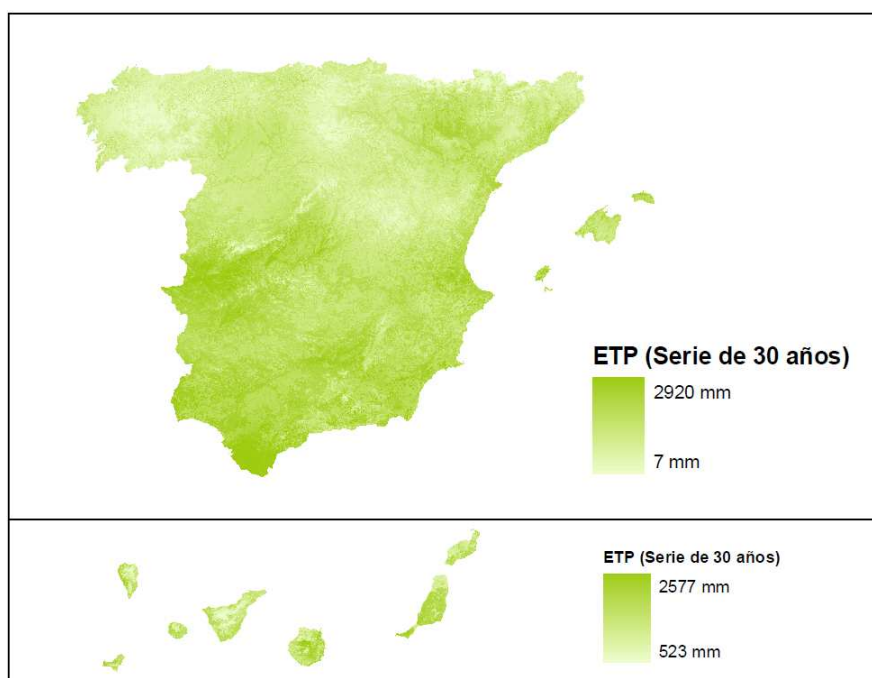 ETP (Serie de 30 años)
2920 mm
7 mm
ETP (Serie de 30 años)
2577 mm
523 mm